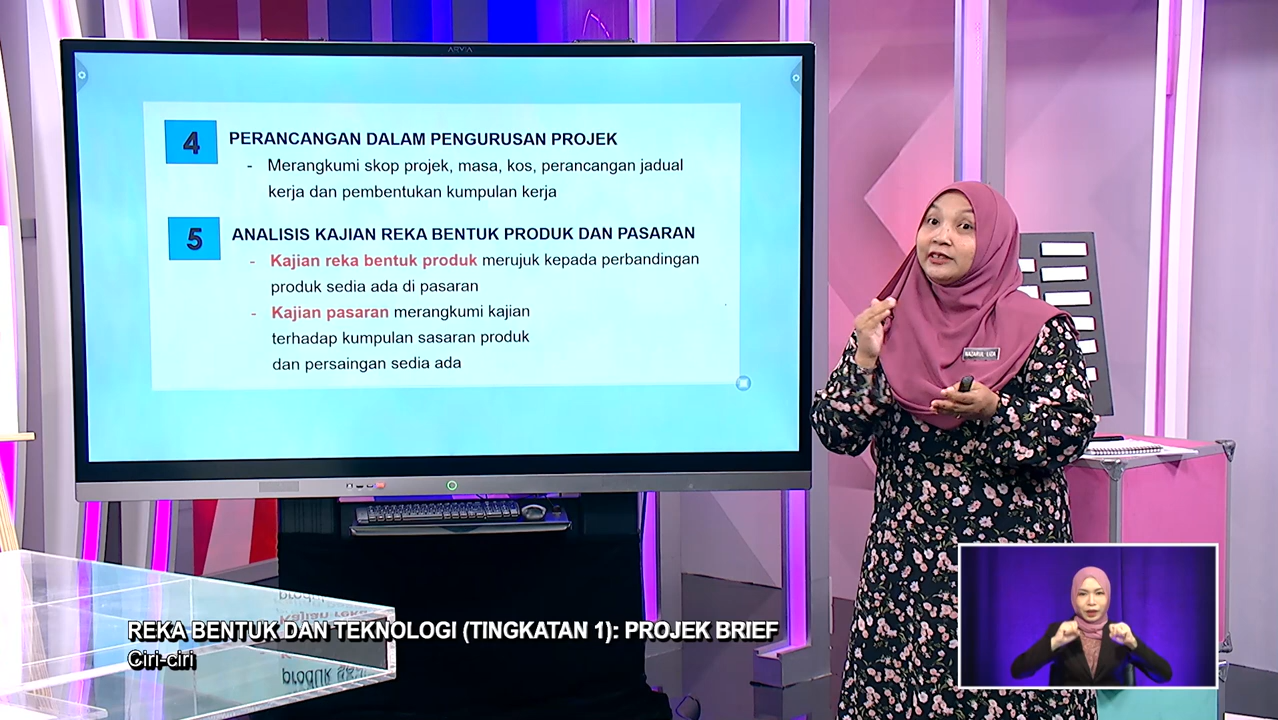 ARVIA
4
PERANCANGAN DALAM PENGURUSAN PROJEK
- Merangkumi skop projek, masa, kos, perancangan jadual
kerja dan pembentukan kumpulan kerja
5
ANALISIS KAJIAN REKA BENTUK PRODUK DAN PASARAN
- Kajian reka bentuk produk merujuk kepada perbandingan
produk sedia ada di pasaran
- Kajian pasaran merangkumi kajian
terhadap kumpulan sasaran produk
dan persaingan sedia ada
NAZARUL LIZA
REKA BENTUK DAN TEKNOLOGI (TINGKATAN 1): PROJEK BRIEF
Ciri-ciri